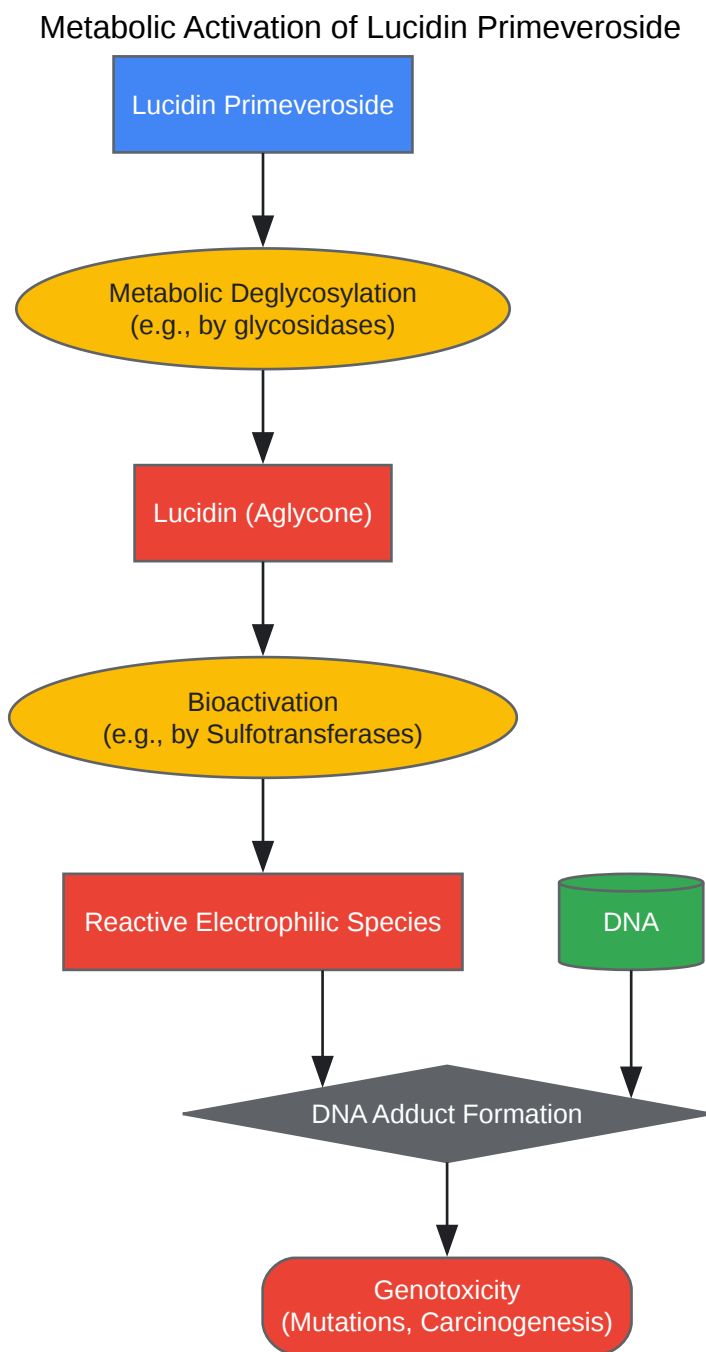 Metabolic Activation of Lucidin Primeveroside
Lucidin Primeveroside
Metabolic Deglycosylation
(e.g., by glycosidases)
Lucidin (Aglycone)
Bioactivation
(e.g., by Sulfotransferases)
Reactive Electrophilic Species
DNA
DNA Adduct Formation
Genotoxicity
(Mutations, Carcinogenesis)